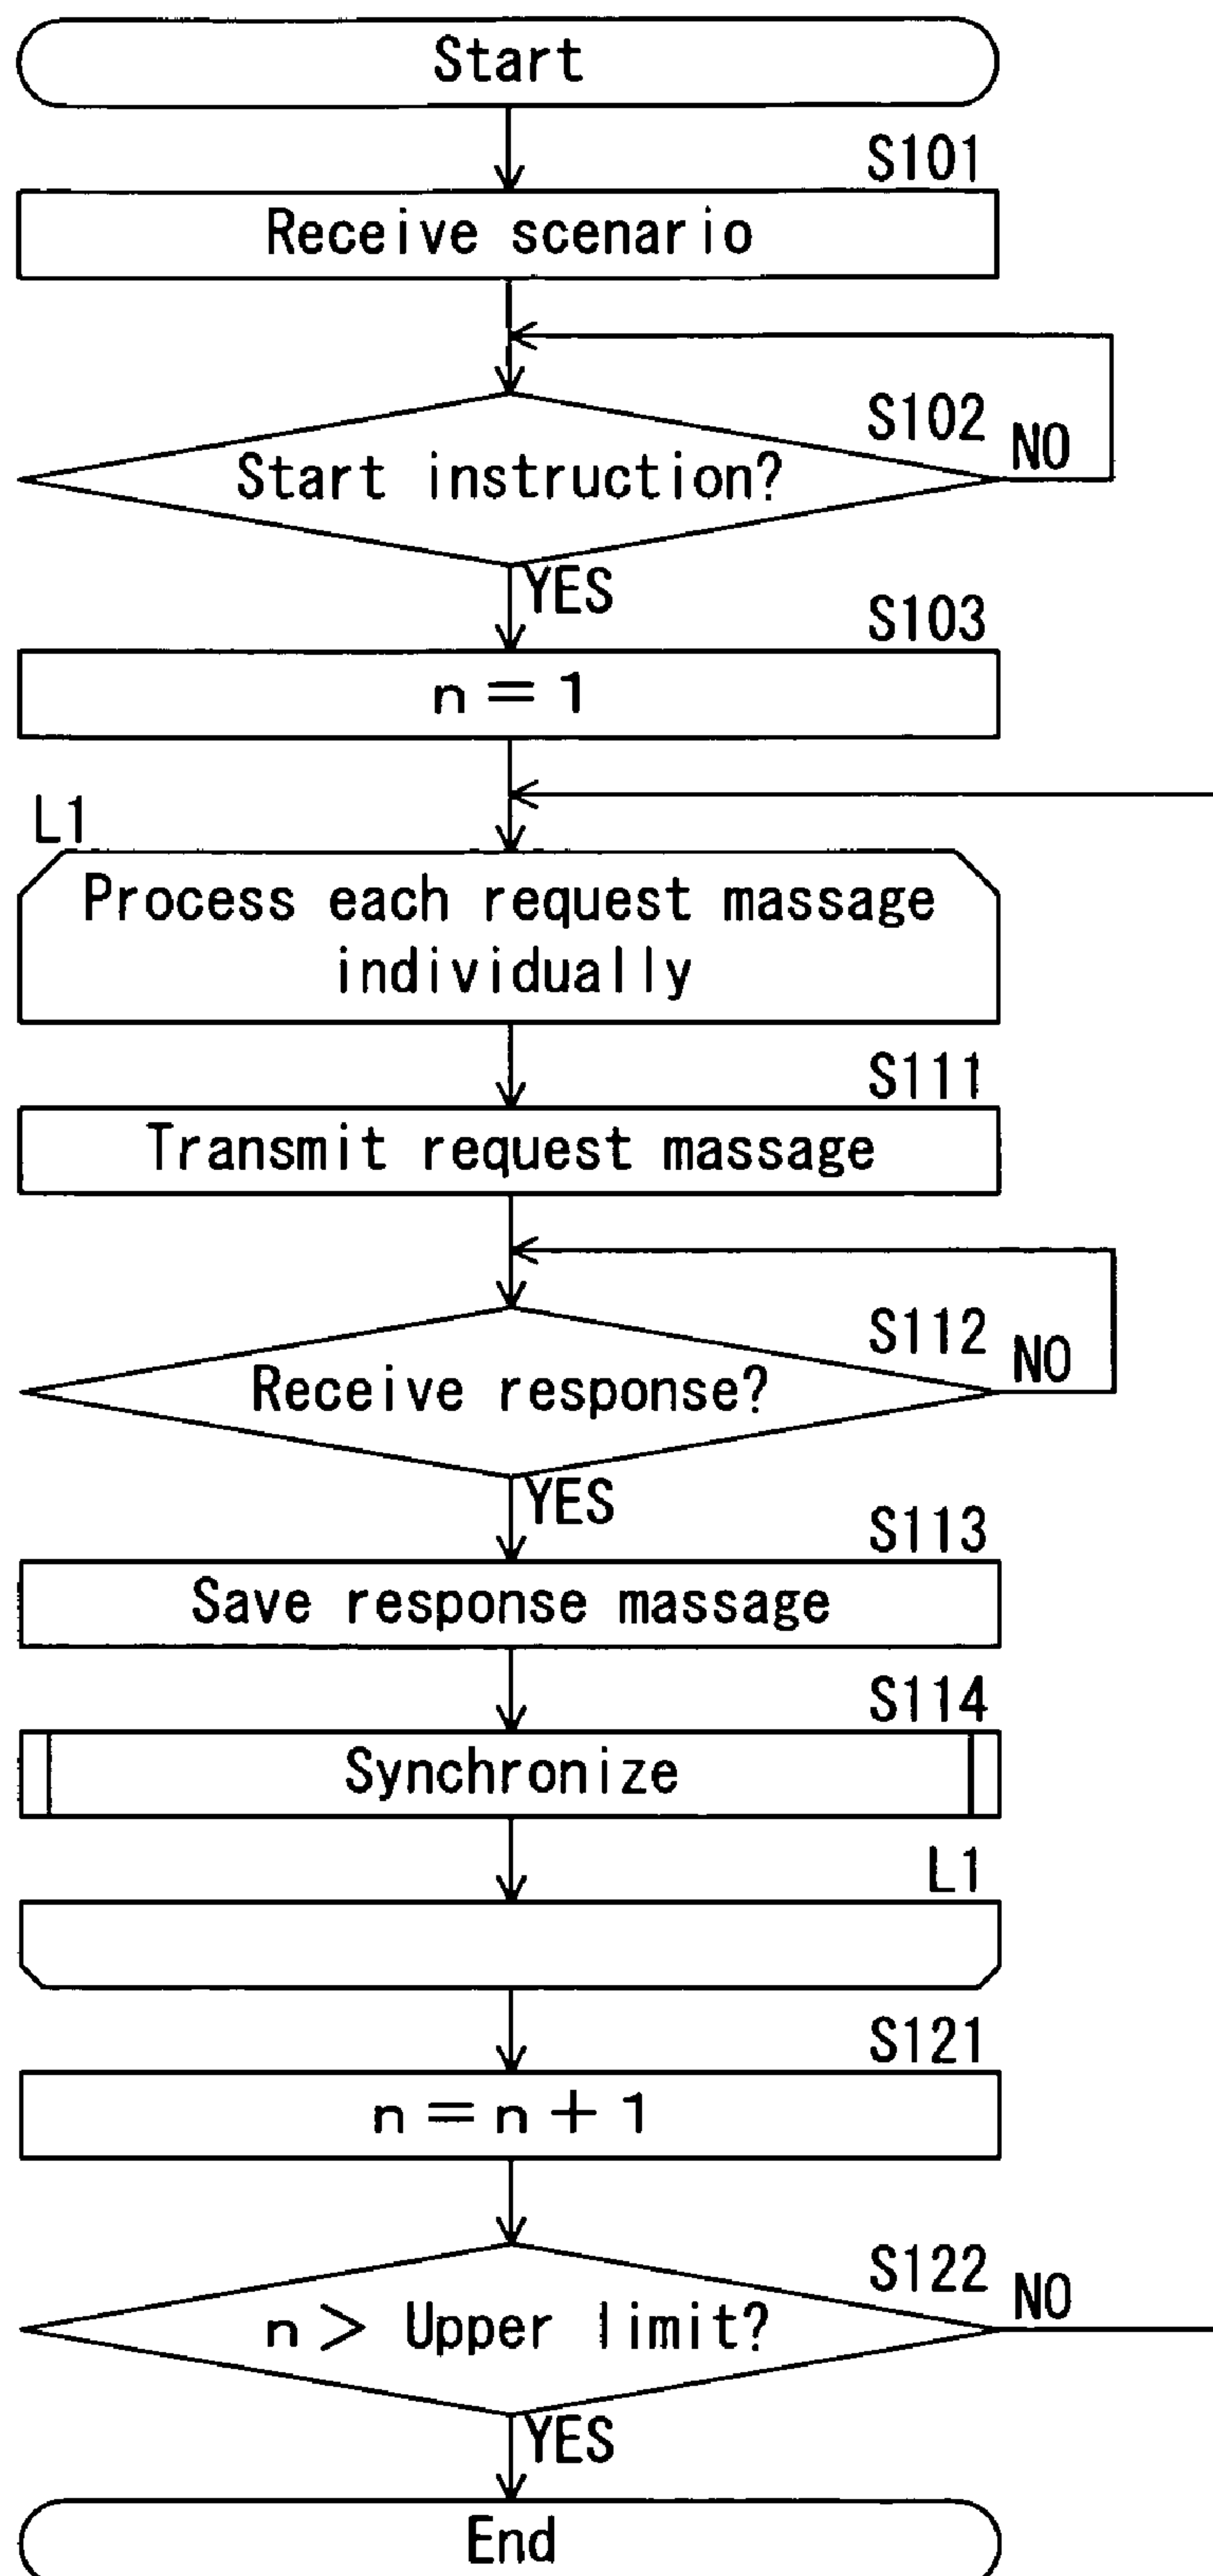 Start
S101
Receive scenario
S102
NO
Start instruction?
YES
S103
n = 1
L1
Process each request massage
individually
S111
Transmit request massage
S112
NO
Receive response?
YES
S113
Save response massage
S114
Synchronize
L1
S121
n = n + 1
S122
NO
n > Upper limit?
YES
End